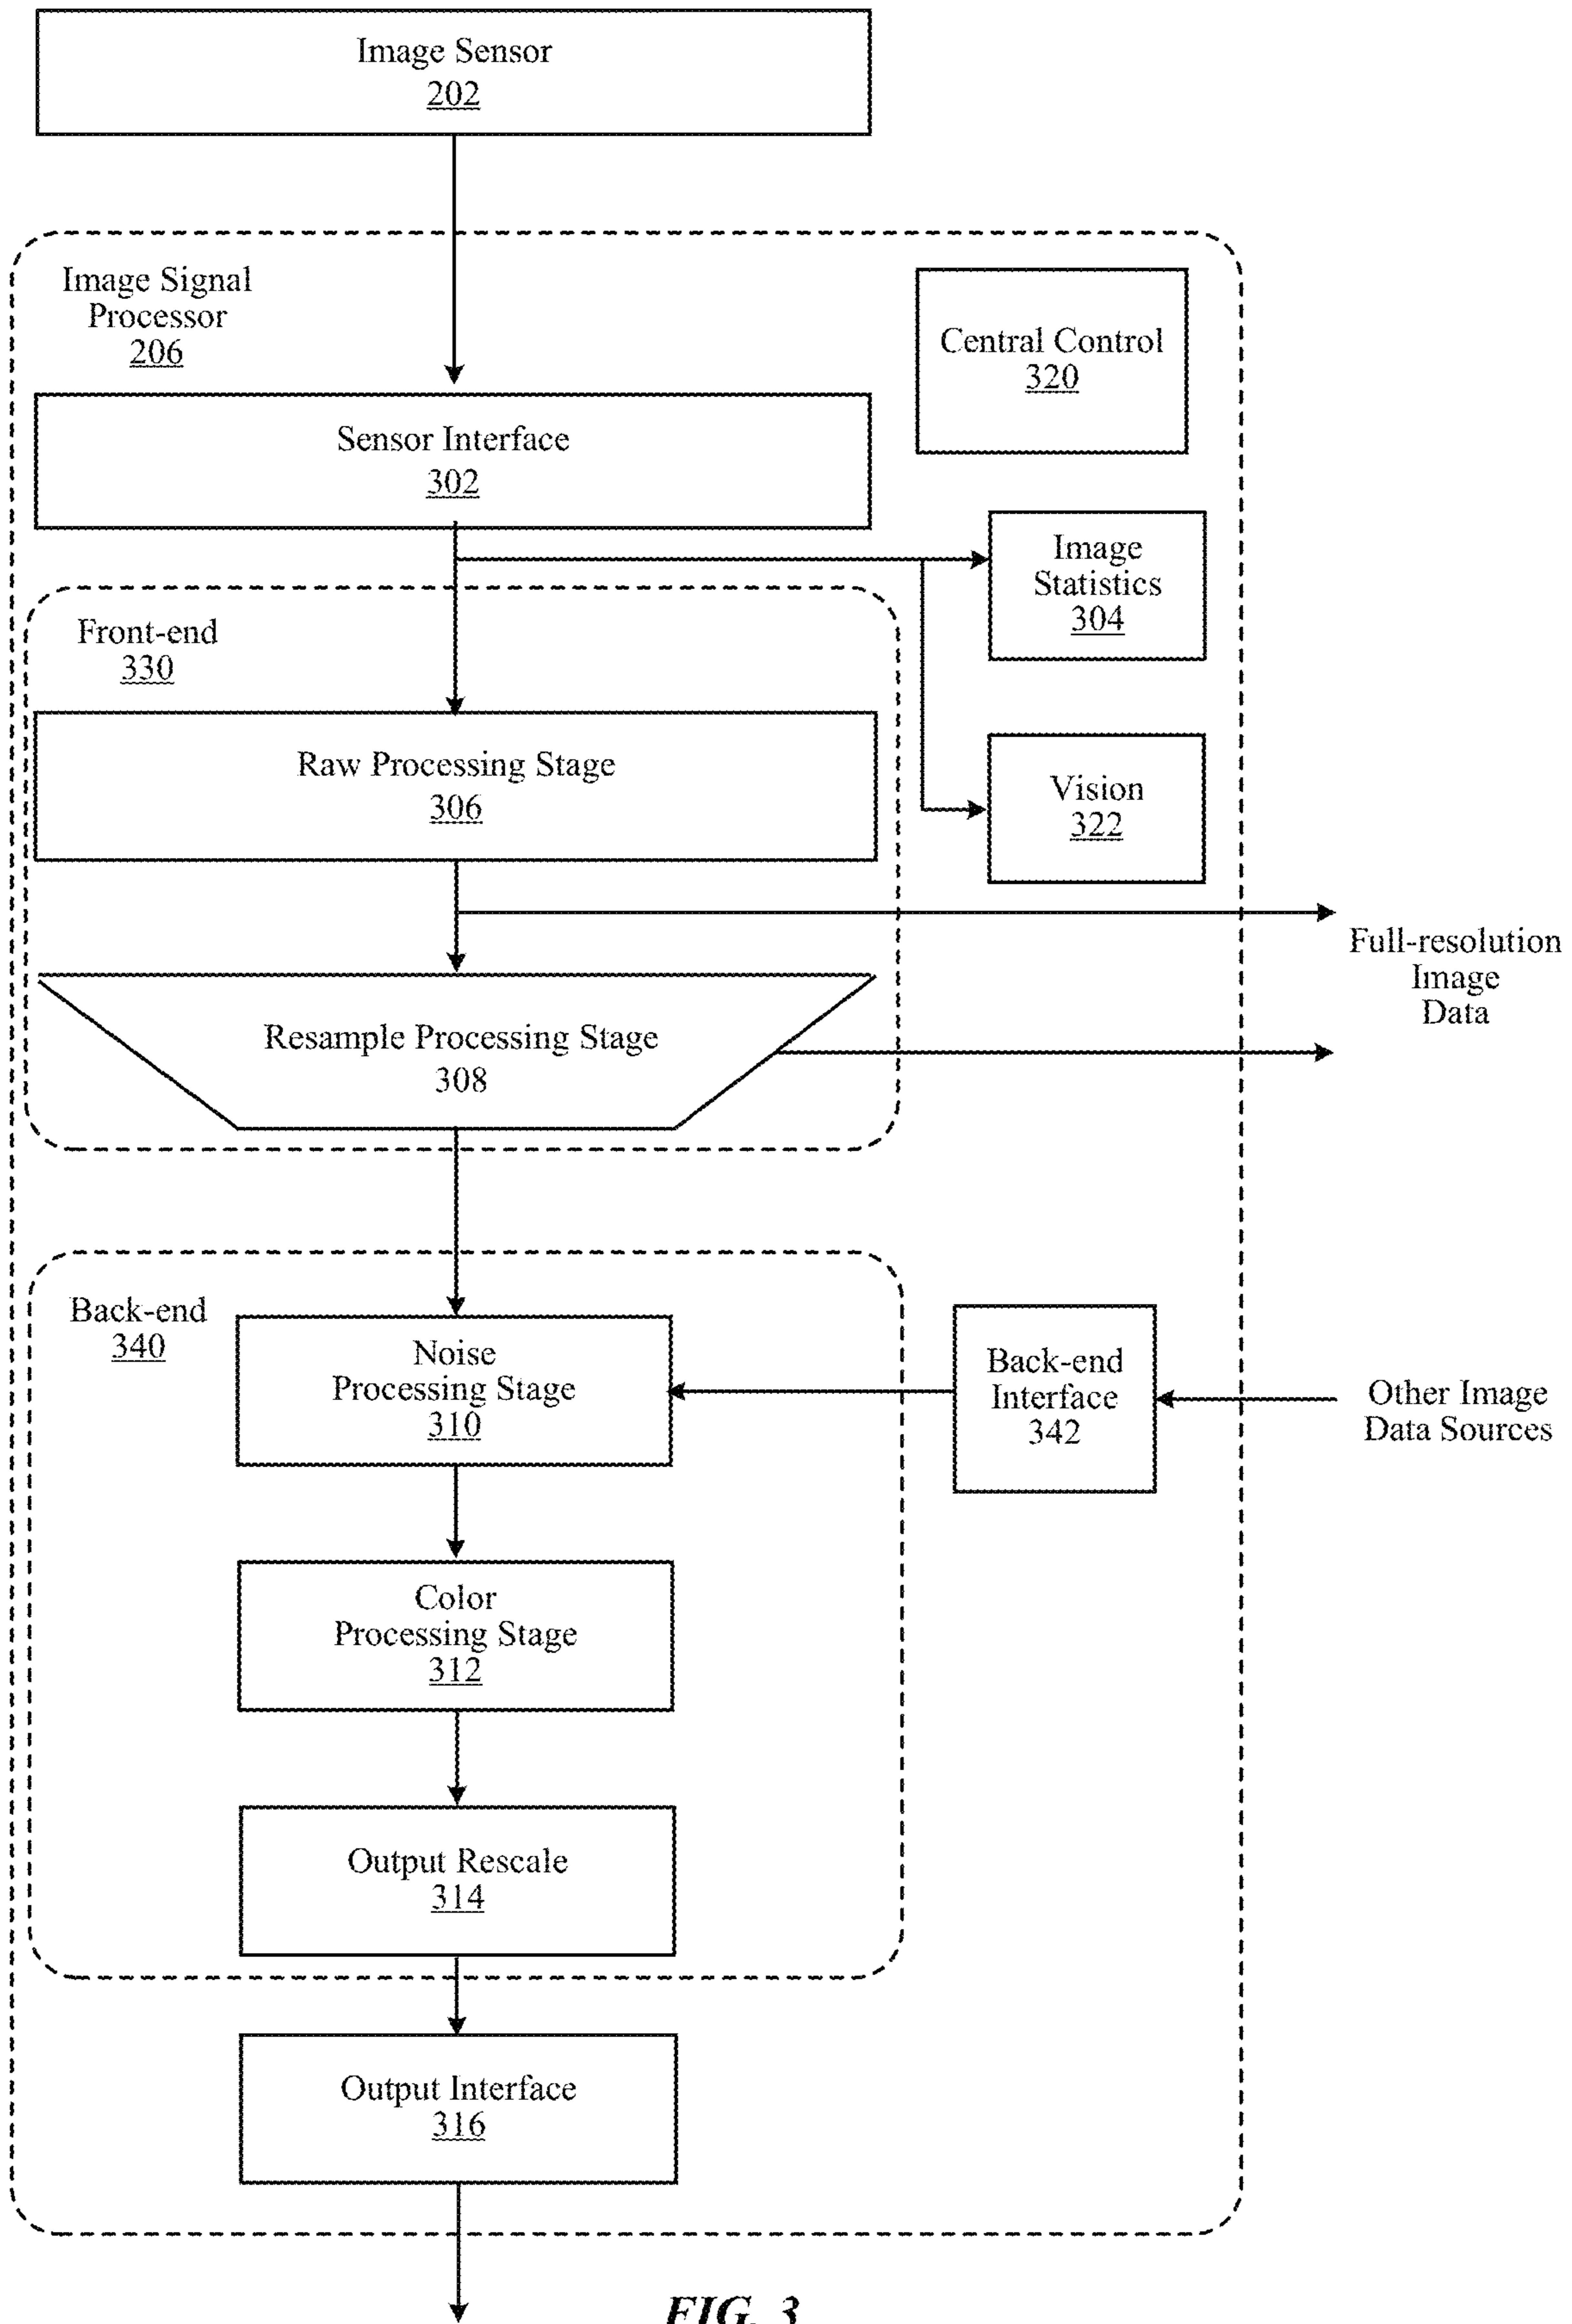 Image Sensor
202
Image Signal
Processor
206
Central Control
320
Sensor Interface
302
Image
Statistics
304
Front-end
330
Raw Processing Stage
306
Vision
322
Full-resolution
Image
Data
Resample Processing Stage
308
Back-end
340
Noise
Processing Stage
310
Back-end
Interface
342
Other Image
Data Sources
Color
Processing Stage
312
Output Rescale
314
Output Interface
316
FIG. 3